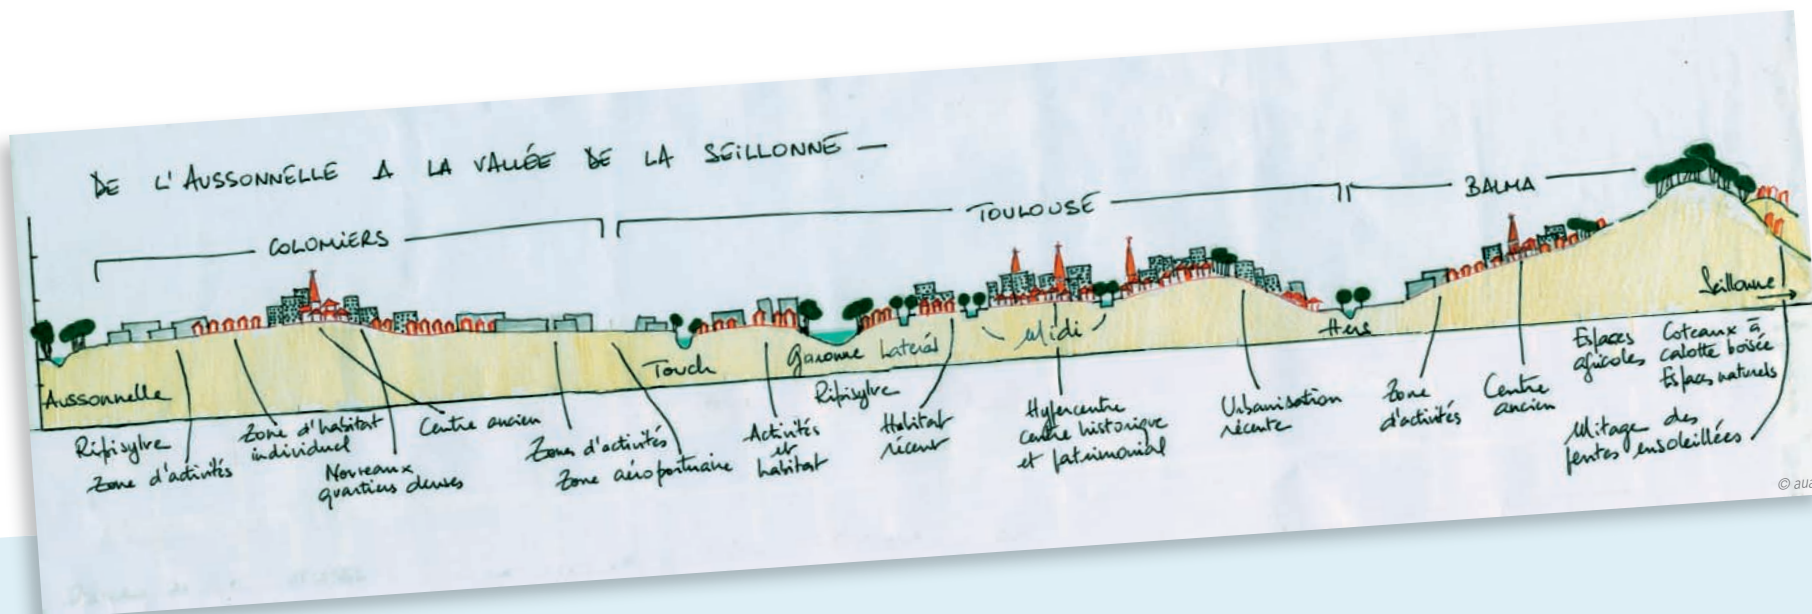 DE L'AUSSONNELLE A LA VALLÉE DE LA SEILLONNE —
COLOMIERS
TOULOUSE
BALMA
Aussonnelle
Touch
Garonne
Latéral
Midi
Hers
Seillonne
Ripisylve
Zone d'activités
Zone d'habitat
individuel
Nouveaux
quartiers denses
Centre ancien
Zones d'activités
Zone aéroportuaire
Activités
et
habitat
Ripisylve
Habitat
récent
Hypercentre
centre historique
et patrimonial
Urbanisation
récente
Zone
d'activités
Centre
ancien
Espaces
agricoles
Coteaux à
calotte boisée
Espaces naturels
Mitage des
pentes ensoleillées
© aua